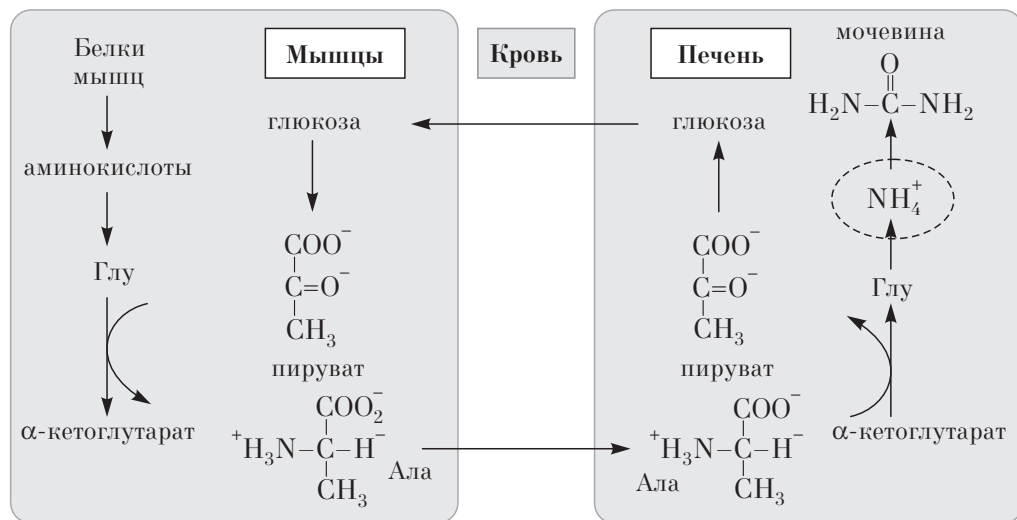 Белки
мышц
аминокислоты
Глу
α-кетоглутарат
Мышцы
глюкоза
COO⁻
C=O⁻
CH₃
пируват
COO₂⁻
⁺H₃N–C–H⁻
CH₃
Ала
Кровь
Печень
глюкоза
COO⁻
C=O⁻
CH₃
пируват
COO⁻
⁺H₃N–C–H⁻
CH₃
Ала
мочевина
O
H₂N–C–NH₂
NH₄⁺
Глу
α-кетоглутарат